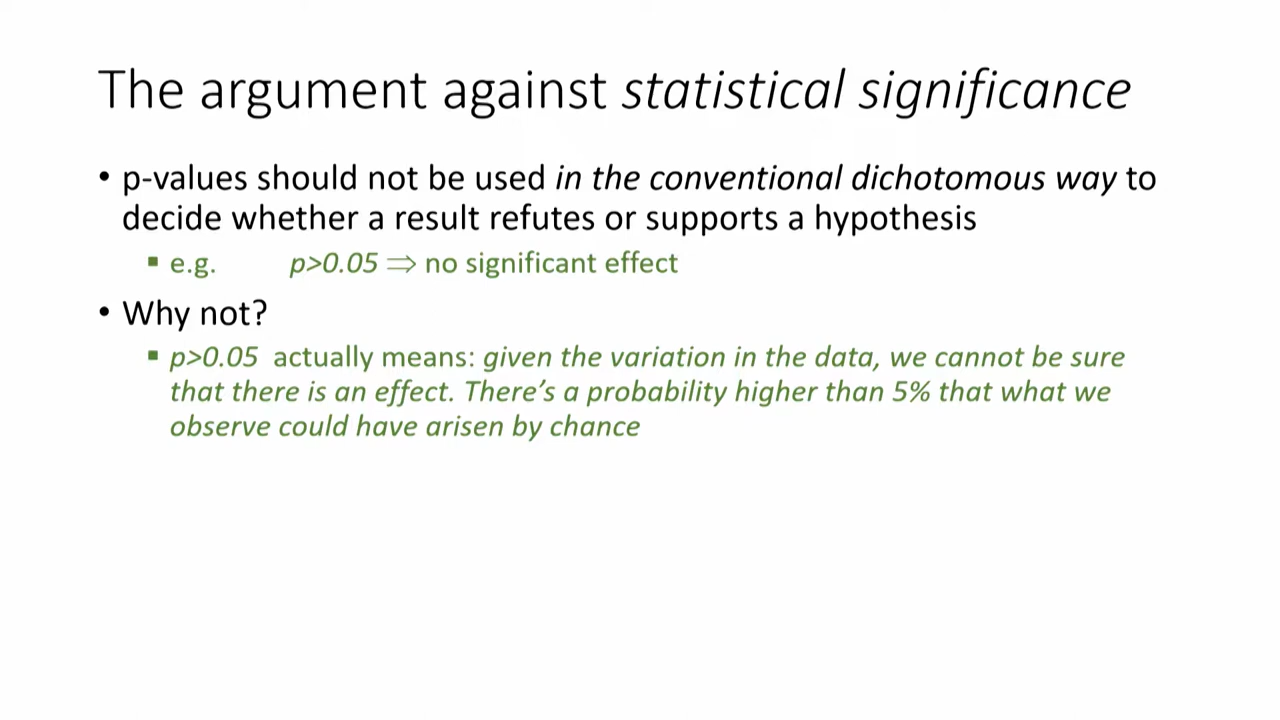 The argument against statistical significance
• p-values should not be used in the conventional dichotomous way to
decide whether a result refutes or supports a hypothesis
▪ e.g. p>0.05 ⇒ no significant effect
• Why not?
▪ p>0.05 actually means: given the variation in the data, we cannot be sure
that there is an effect. There’s a probability higher than 5% that what we
observe could have arisen by chance